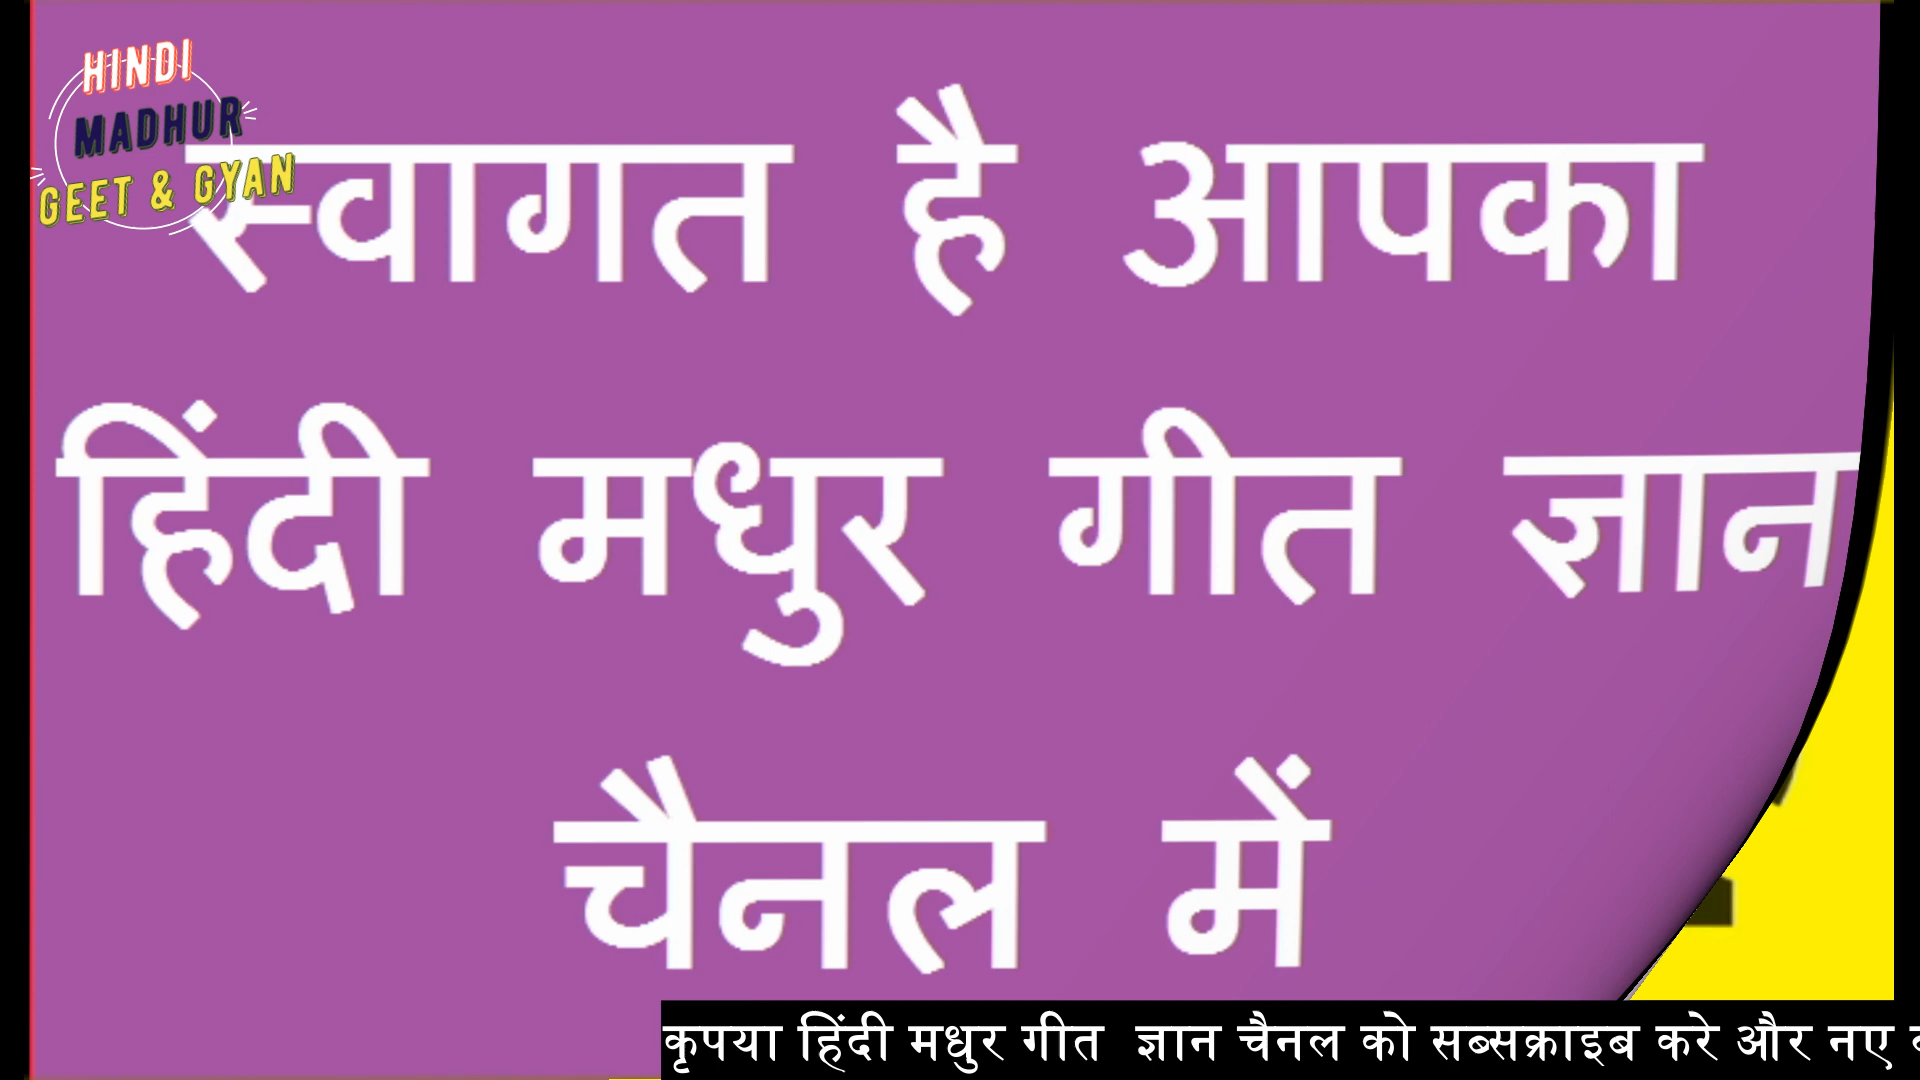 HINDI
MADHUR
GEET & GYAN
स्वागत है आपका
हिंदी मधुर गीत ज्ञान
चैनल में
कृपया हिंदी मधुर गीत ज्ञान चैनल को सब्सक्राइब करे और नए